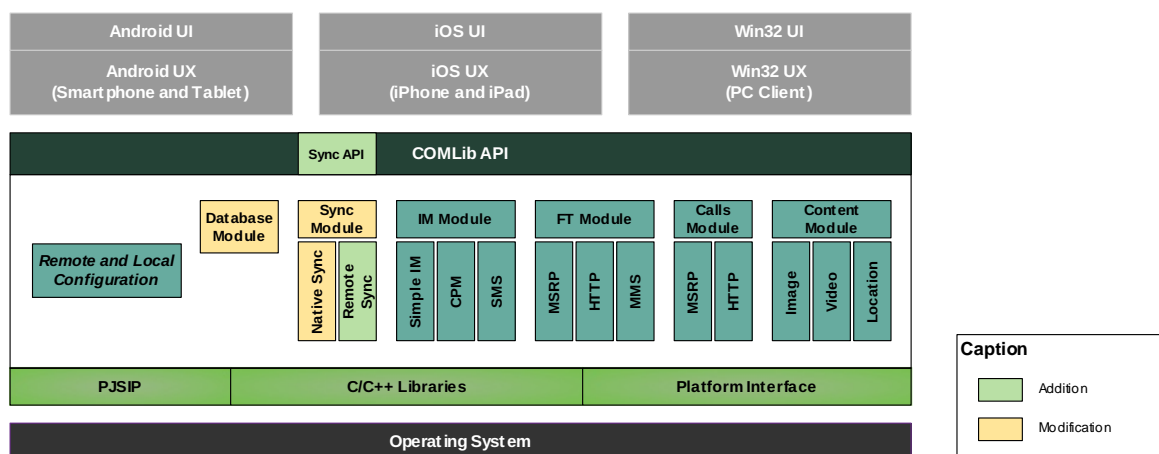 Android UI
iOS UI
Win32 UI
Android UX
(Smartphone and Tablet)
iOS UX
(iPhone and iPad)
Win32 UX
(PC Client)
Sync API
COMLib API
Database
Module
Sync
Module
IM Module
FT Module
Calls
Module
Content
Module
Remote and Local
Configuration
Native Sync
Remote
Sync
Simple IM
CPM
SMS
MSRP
HTTP
MMS
MSRP
HTTP
Image
Video
Location
PJSIP
C/C++ Libraries
Platform Interface
Operating System
Caption
Addition
Modification